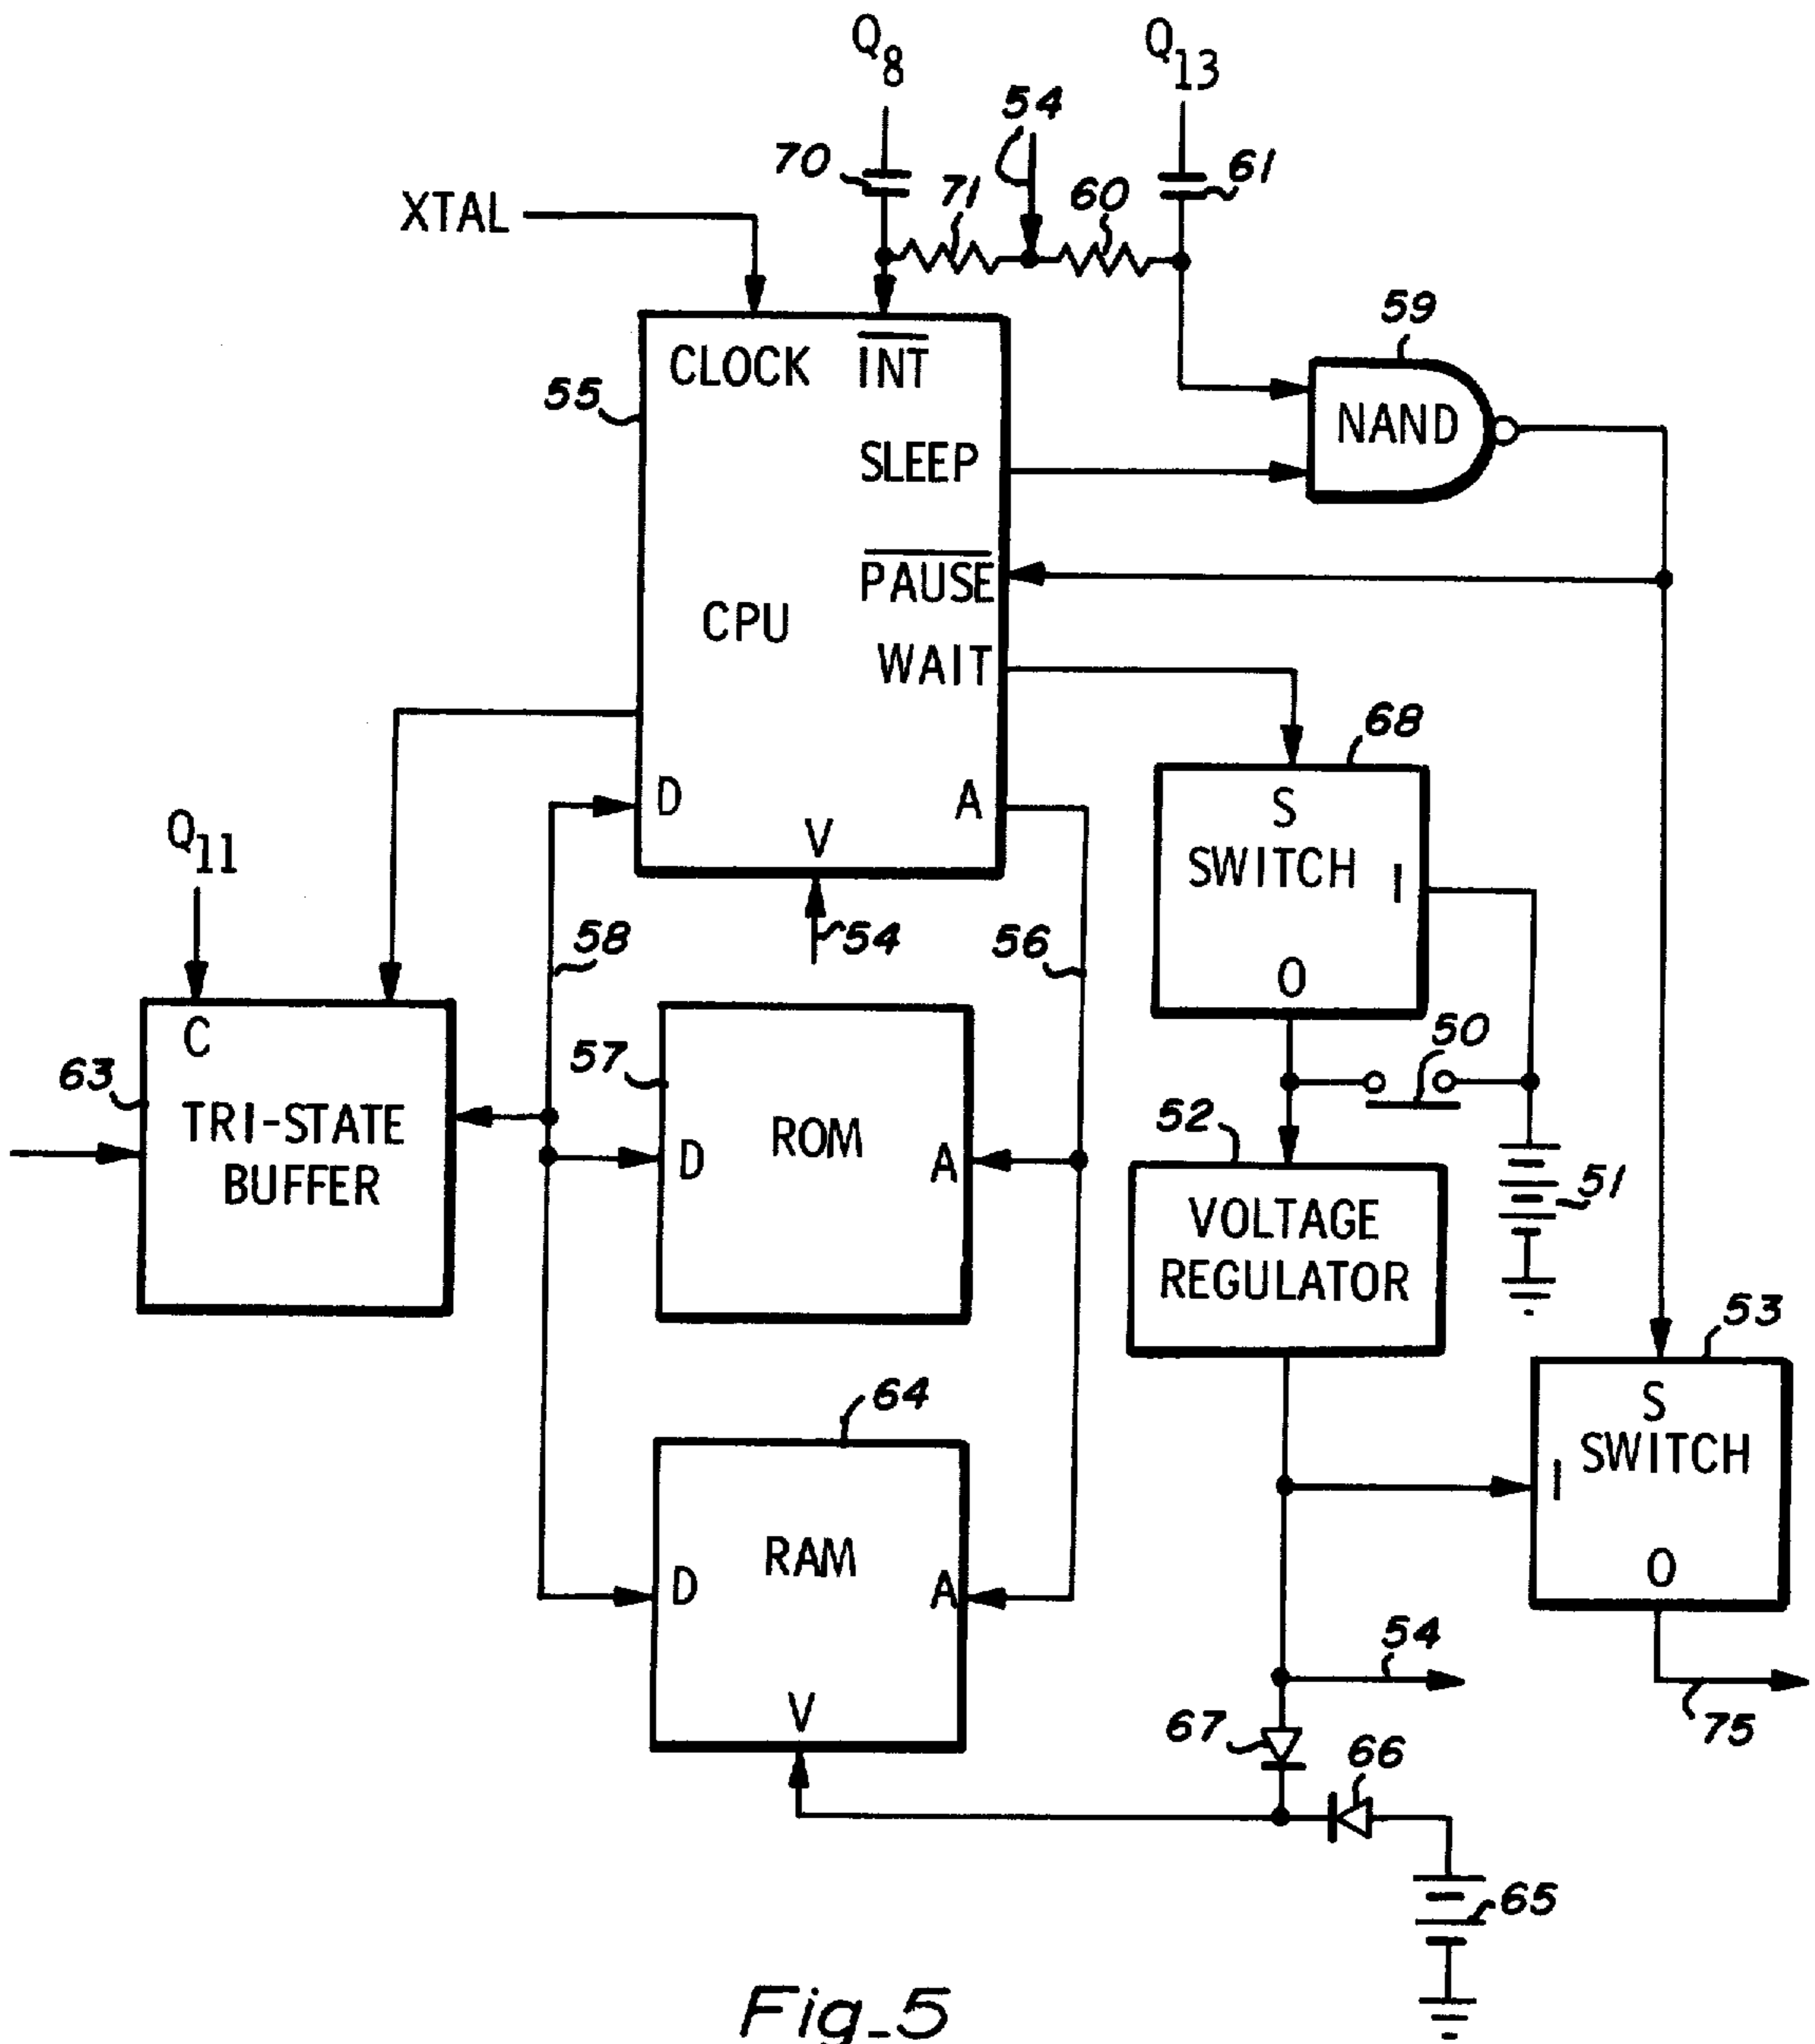 Q8
Q13
54
70
71
60
61
XTAL
59
CLOCK
INT
NAND
55
SLEEP
PAUSE
CPU
WAIT
68
D
A
V
S
SWITCH
I
O
Q11
58
54
56
50
C
63
TRI-STATE
BUFFER
57
ROM
D
A
52
51
VOLTAGE
REGULATOR
53
64
S
SWITCH
I
O
RAM
D
A
V
54
75
67
66
65
Fig_5